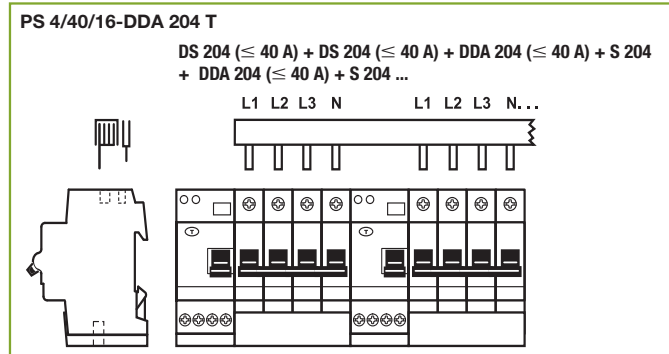 PS 4/40/16-DDA 204 T
DS 204 (≤ 40 A) + DS 204 (≤ 40 A) + DDA 204 (≤ 40 A) + S 204
+ DDA 204 (≤ 40 A) + S 204 ...
L1 L2 L3 N L1 L2 L3 N...
T T